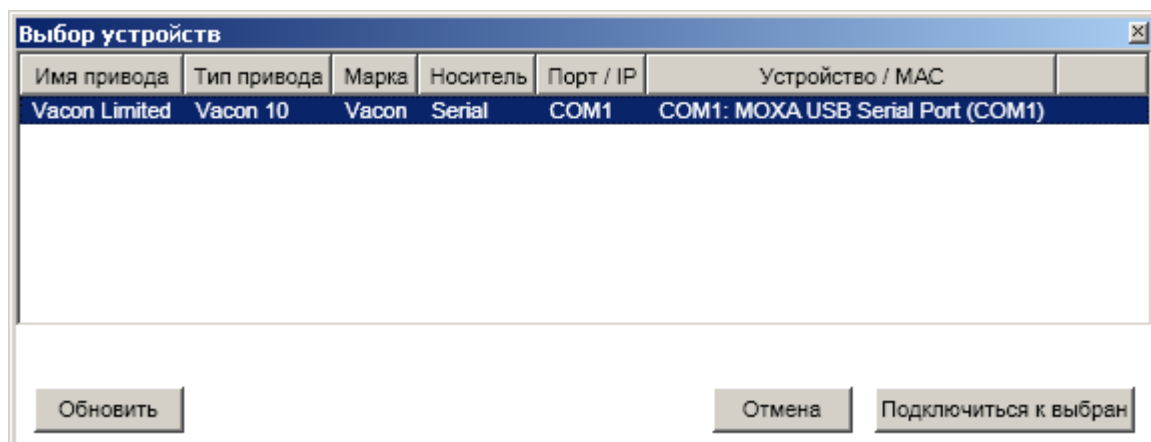 Выбор устройств
Имя привода Тип привода Марка Носитель Порт / IP Устройство / MAC
Vacon Limited Vacon 10 Vacon Serial COM1 COM1: MOXA USB Serial Port (COM1)
Обновить Отмена Подключиться к выбран